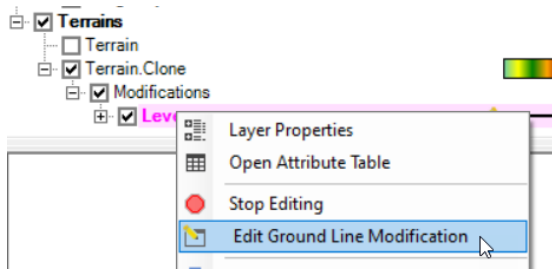 Terrains
Terrain
Terrain.Clone
Modifications
Layer Properties
Open Attribute Table
Stop Editing
Edit Ground Line Modification